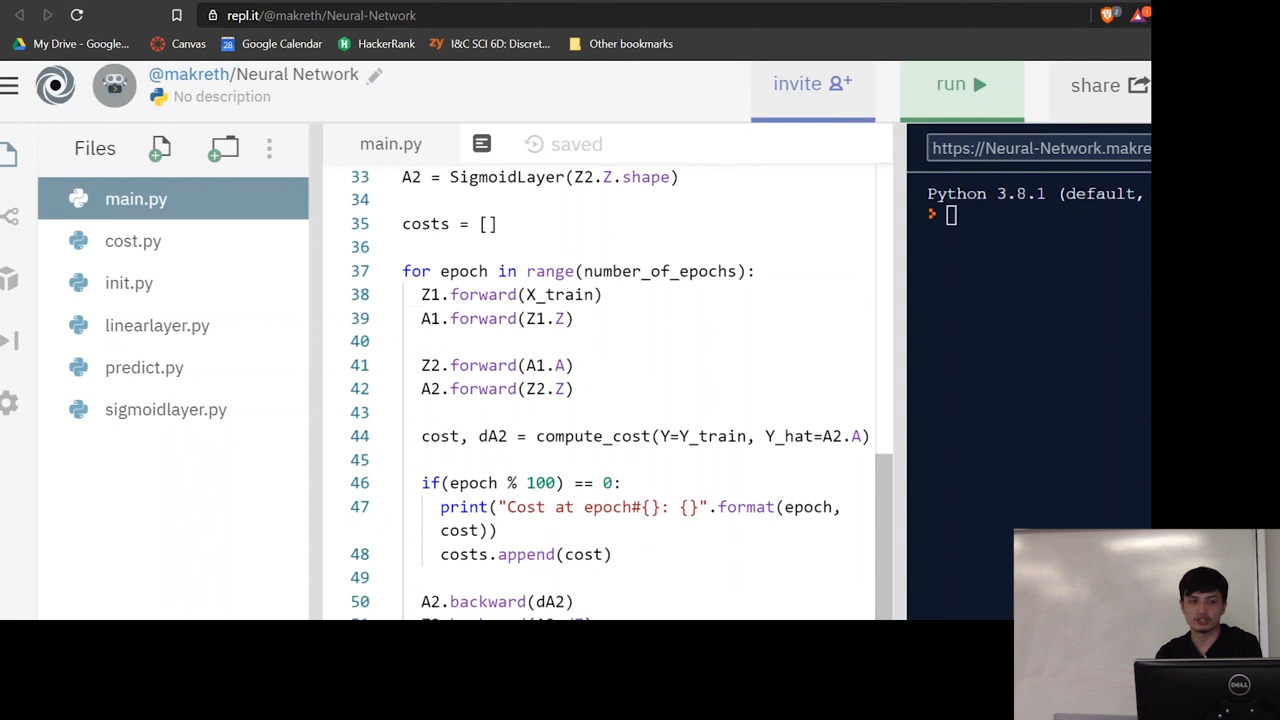 repl.it/@makreth/Neural-Network
2
1
My Drive - Google...
Canvas
28
Google Calendar
HackerRank
zy
I&C SCI 6D: Discret...
Other bookmarks
@makreth/Neural Network
No description
invite
run
share
Files
main.py
cost.py
init.py
linearlayer.py
predict.py
sigmoidlayer.py
main.py
saved
33 A2 = SigmoidLayer(Z2.Z.shape)
34
35 costs = []
36
37 for epoch in range(number_of_epochs):
38 Z1.forward(X_train)
39 A1.forward(Z1.Z)
40
41 Z2.forward(A1.A)
42 A2.forward(Z2.Z)
43
44 cost, dA2 = compute_cost(Y=Y_train, Y_hat=A2.A)
45
46 if(epoch % 100) == 0:
47 print("Cost at epoch#{}: {}".format(epoch,
cost))
48 costs.append(cost)
49
50 A2.backward(dA2)
https://Neural-Network.makre
Python 3.8.1 (default,
DELL